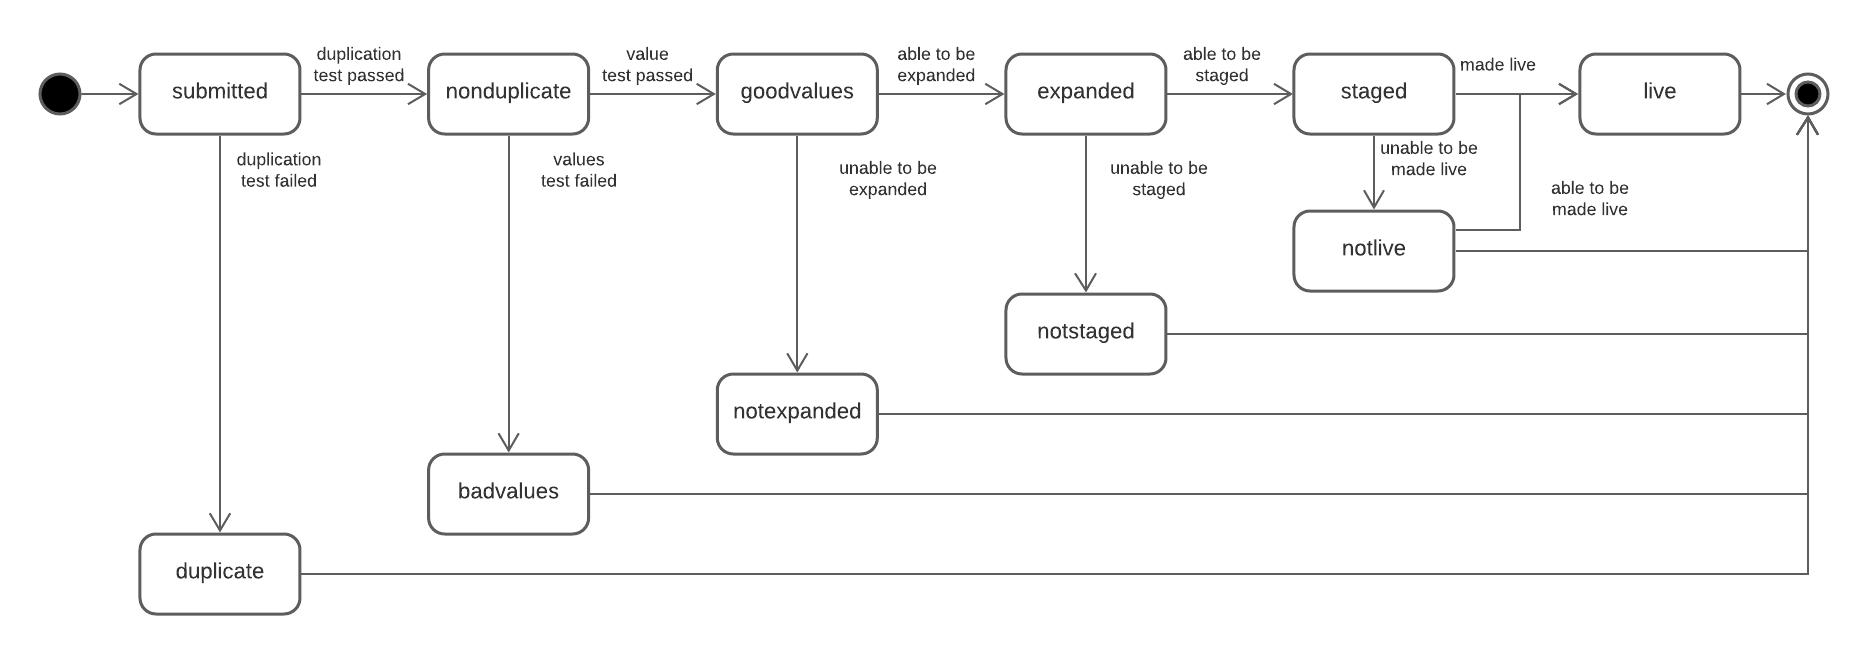 duplication
test passed
value
test passed
able to be
expanded
able to be
staged
made live
submitted
nonduplicate
goodvalues
expanded
staged
live
duplication
test failed
values
test failed
unable to be
expanded
unable to be
staged
unable to be
made live
able to be
made live
notlive
notstaged
notexpanded
badvalues
duplicate